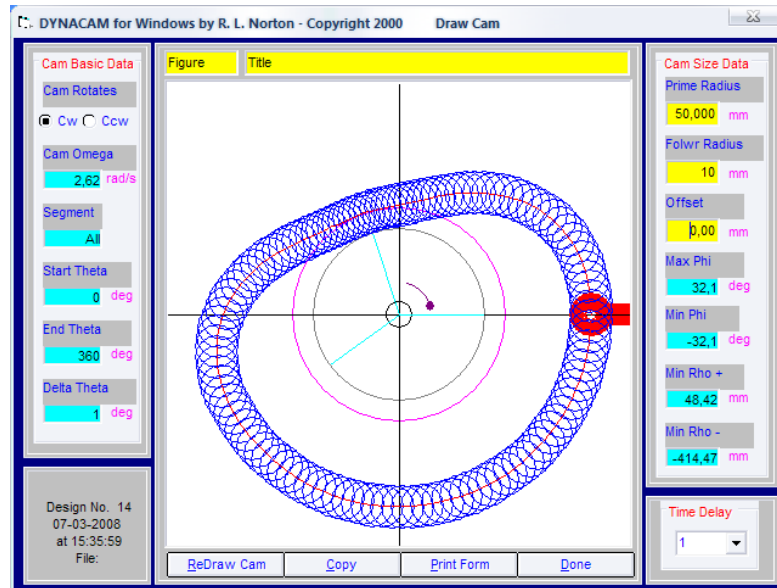 DYNACAM for Windows by R. L. Norton - Copyright 2000 Draw Cam
Cam Basic Data
Cam Rotates
Cw Ccw
Cam Omega
2,62 rad/s
Segment
All
Start Theta
0 deg
End Theta
360 deg
Delta Theta
1 deg
Design No. 14
07-03-2008
at 15:35:59
File:
Figure Title
ReDraw Cam Copy Print Form Done
Cam Size Data
Prime Radius
50,000 mm
Folwr Radius
10 mm
Offset
0,00 mm
Max Phi
32,1 deg
Min Phi
-32,1 deg
Min Rho +
48,42 mm
Min Rho -
-414,47 mm
Time Delay
1